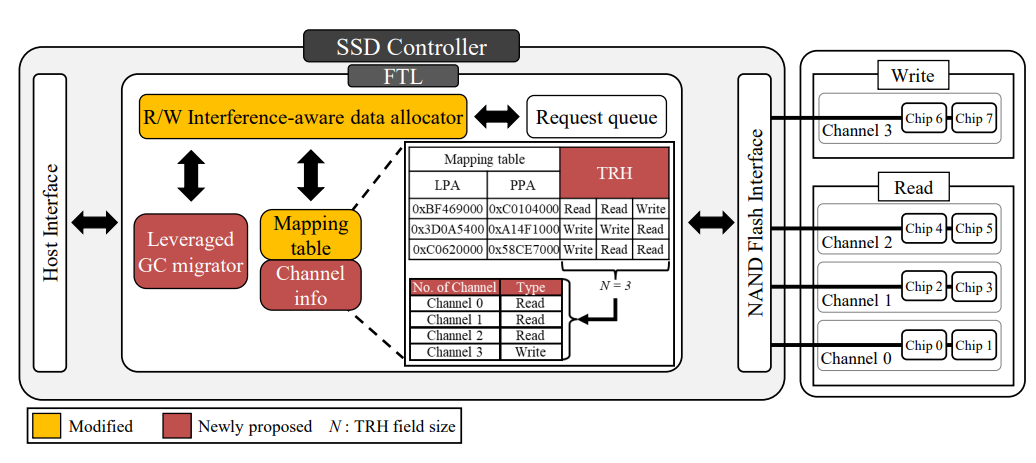 SSD Controller
FTL
R/W Interference-aware data allocator
Request queue
Host Interface
Leveraged
GC migrator
Mapping
table
Channel
info
Mapping table
TRH
LPA
PPA
0xBF469000 0xC0104000 Read Read Write
0x3D0A5400 0xA14F1000 Write Write Read
0xC0620000 0x58CE7000 Write Read Read
N = 3
No. of Channel Type
Channel 0 Read
Channel 1 Read
Channel 2 Read
Channel 3 Write
NAND Flash Interface
Write
Chip 6 Chip 7
Channel 3
Read
Chip 4 Chip 5
Channel 2
Chip 2 Chip 3
Channel 1
Chip 0 Chip 1
Channel 0
Modified
Newly proposed
N : TRH field size